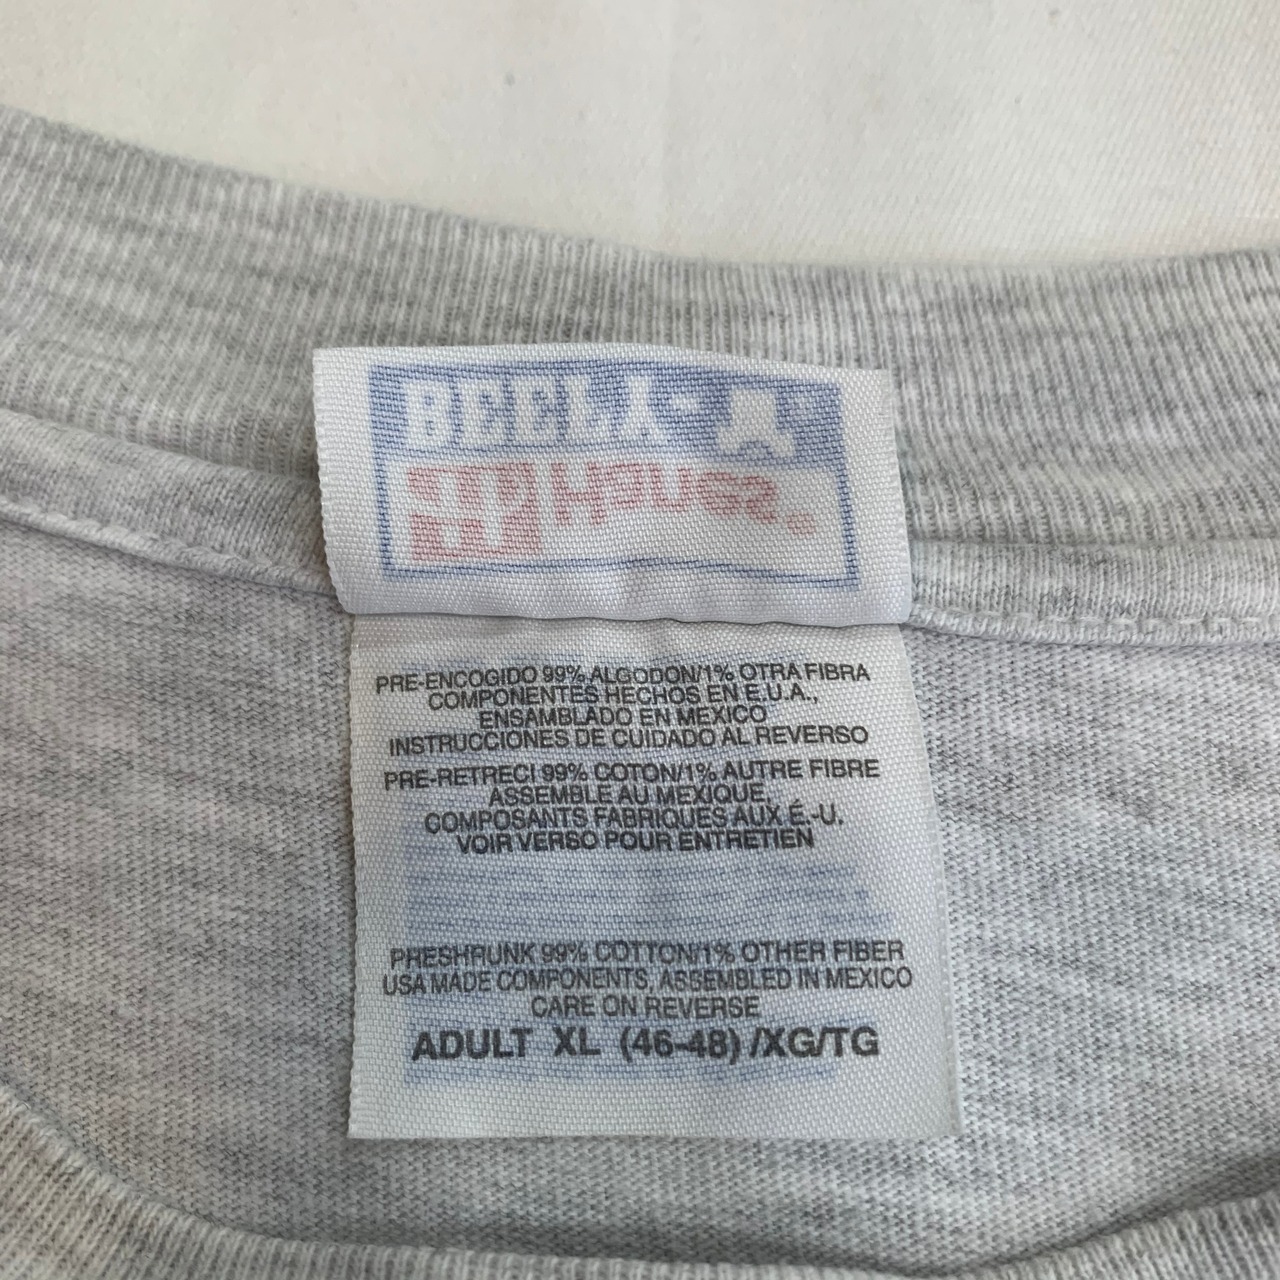 PRE-ENCOGIDO 99% ALGODON/1% OTRA FIBRA
COMPONENTES HECHOS EN E.U.A.,
ENSAMBLADO EN MEXICO
INSTRUCCIONES DE CUIDADO AL REVERSO
PRE-RETRECI 99% COTON/1% AUTRE FIBRE
ASSEMBLE AU MEXIQUE,
COMPOSANTS FABRIQUES AUX É.-U.
VOIR VERSO POUR ENTRETIEN
PRESHRUNK 99% COTTON/1% OTHER FIBER
USA MADE COMPONENTS, ASSEMBLED IN MEXICO
CARE ON REVERSE
ADULT XL (46-48) /XG/TG